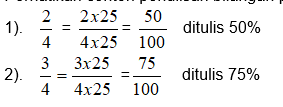 1). 2/4 = 2x25/4x25 = 50/100 ditulis 50%
2). 3/4 = 3x25/4x25 = 75/100 ditulis 75%